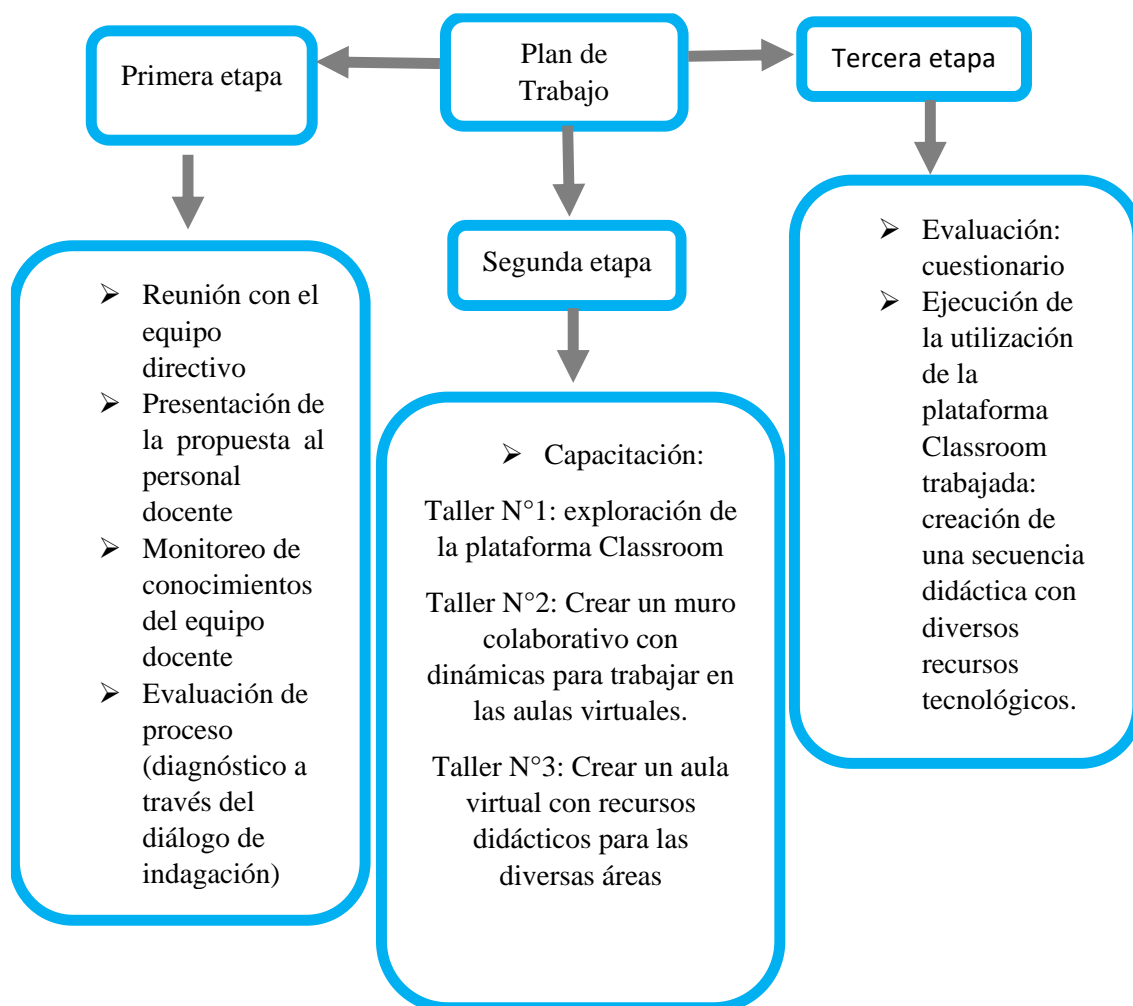 Plan de
Trabajo
Primera etapa
➢ Reunión con el
equipo
directivo
➢ Presentación de
la propuesta al
personal
docente
➢ Monitoreo de
conocimientos
del equipo
docente
➢ Evaluación de
proceso
(diagnóstico a
través del
diálogo de
indagación)
Segunda etapa
➢ Capacitación:
Taller N°1: exploración de
la plataforma Classroom
Taller N°2: Crear un muro
colaborativo con
dinámicas para trabajar en
las aulas virtuales.
Taller N°3: Crear un aula
virtual con recursos
didácticos para las
diversas áreas
Tercera etapa
➢ Evaluación:
cuestionario
➢ Ejecución de
la utilización
de la
plataforma
Classroom
trabajada:
creación de
una secuencia
didáctica con
diversos
recursos
tecnológicos.